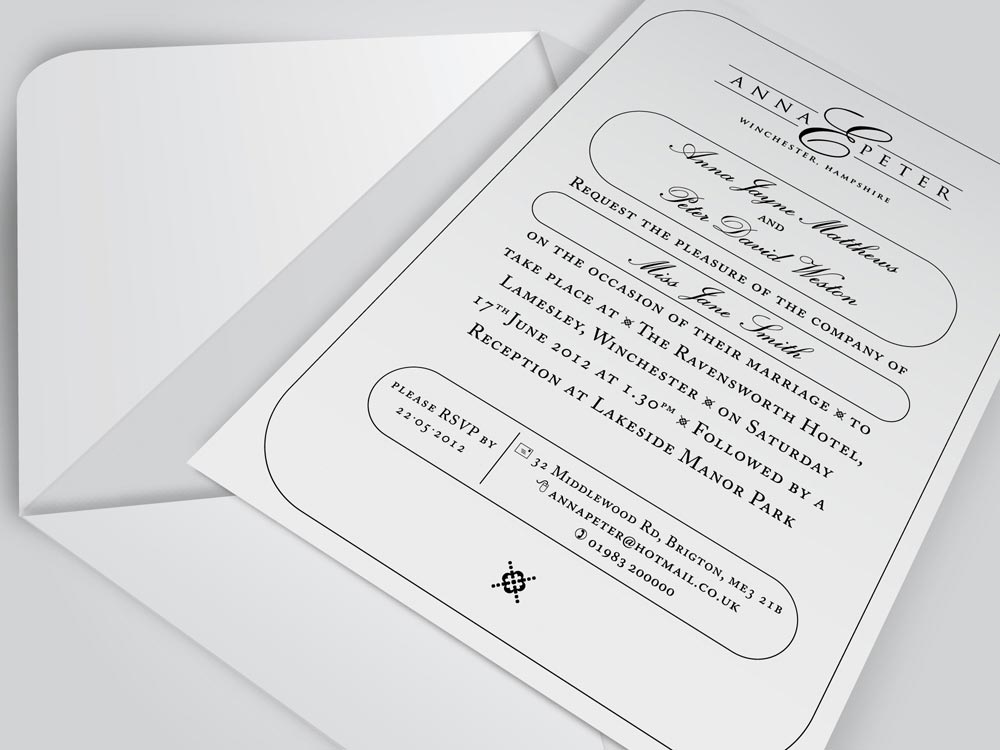 ANNA & PETER
WINCHESTER, HAMPSHIRE
Anna Jayne Matthews
AND
Peter David Weston
REQUEST THE PLEASURE OF THE COMPANY OF
Miss Jane Smith
ON THE OCCASION OF THEIR MARRIAGE TO
TAKE PLACE AT THE RAVENSWORTH HOTEL,
LAMESLEY, WINCHESTER ON SATURDAY
17TH JUNE 2012 AT 1.30PM FOLLOWED BY A
RECEPTION AT LAKESIDE MANOR PARK
PLEASE RSVP BY
22·05·2012
32 MIDDLEWOOD RD, BRIGTON, ME3 21B
ANNAPETER@HOTMAIL.CO.UK
01983 200000